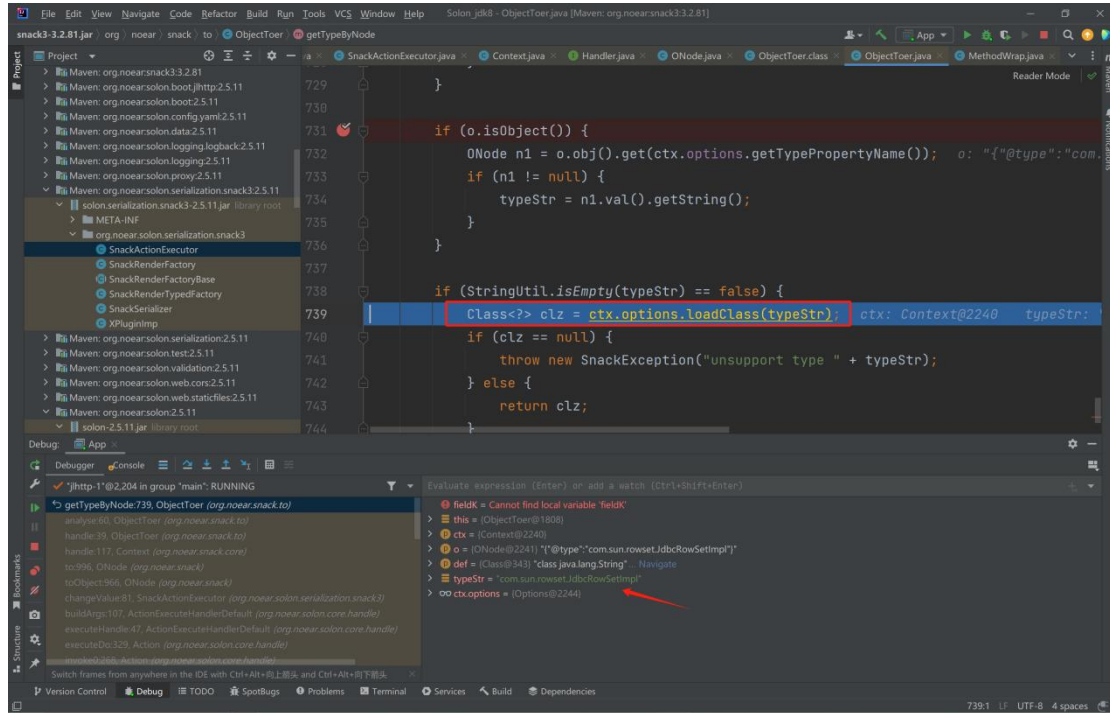 File Edit View Navigate Code Refactor Build Run Tools VCS Window Help Solon_jdk8 - ObjectToer.java [Maven: org.noear:snack3:3.2.81]
snack3-3.2.81.jar org noear snack to ObjectToer getTypeByNode App
Project SnackActionExecutor.java Context.java Handler.java ONode.java ObjectToer.class ObjectToer.java MethodWrap.java
Reader Mode
Maven: org.noear:snack3:3.2.81
Maven: org.noear:solon.boot.jlhttp:2.5.11
Maven: org.noear:solon.boot:2.5.11
Maven: org.noear:solon.config.yaml:2.5.11
Maven: org.noear:solon.data:2.5.11
Maven: org.noear:solon.logging.logback:2.5.11
Maven: org.noear:solon.logging:2.5.11
Maven: org.noear:solon.proxy:2.5.11
Maven: org.noear:solon.serialization.snack3:2.5.11
solon.serialization.snack3-2.5.11.jar library root
META-INF
org.noear.solon.serialization.snack3
SnackActionExecutor
SnackRenderFactory
SnackRenderFactoryBase
SnackRenderTypedFactory
SnackSerializer
XPluginImp
Maven: org.noear:solon.serialization:2.5.11
Maven: org.noear:solon.test:2.5.11
Maven: org.noear:solon.validation:2.5.11
Maven: org.noear:solon.web.cors:2.5.11
Maven: org.noear:solon.web.staticfiles:2.5.11
Maven: org.noear:solon:2.5.11
solon-2.5.11.jar library root
729 }
730
731 if (o.isObject()) {
732 ONode n1 = o.obj().get(ctx.options.getTypePropertyName()); o: "{"@type":"com.
733 if (n1 != null) {
734 typeStr = n1.val().getString();
735 }
736 }
737
738 if (StringUtil.isEmpty(typeStr) == false) {
739 Class<?> clz = ctx.options.loadClass(typeStr); ctx: Context@2240 typeStr: "
740 if (clz == null) {
741 throw new SnackException("unsupport type " + typeStr);
742 } else {
743 return clz;
744 }
Debug: App
Debugger Console
"jlhttp-1"@2,204 in group "main": RUNNING
getTypeByNode:739, ObjectToer (org.noear.snack.to)
analyse:60, ObjectToer (org.noear.snack.to)
handle:39, ObjectToer (org.noear.snack.to)
handle:117, Context (org.noear.snack.core)
to:996, ONode (org.noear.snack)
toObject:966, ONode (org.noear.snack)
changeValue:81, SnackActionExecutor (org.noear.solon.serialization.snack3)
buildArgs:107, ActionExecuteHandlerDefault (org.noear.solon.core.handle)
executeHandle:47, ActionExecuteHandlerDefault (org.noear.solon.core.handle)
executeDo:329, Action (org.noear.solon.core.handle)
invoke0:268, Action (org.noear.solon.core.handle)
Switch frames from anywhere in the IDE with Ctrl+Alt+向上箭头 and Ctrl+Alt+向下箭头
Evaluate expression (Enter) or add a watch (Ctrl+Shift+Enter)
fieldK = Cannot find local variable 'fieldK'
this = {ObjectToer@1808}
ctx = {Context@2240}
o = {ONode@2241} "{"@type":"com.sun.rowset.JdbcRowSetImpl"}"
def = {Class@343} "class java.lang.String"... Navigate
typeStr = "com.sun.rowset.JdbcRowSetImpl"
ctx.options = {Options@2244}
Project
Bookmarks
Structure
Maven
Notifications
Version Control Debug TODO SpotBugs Problems Terminal Services Build Dependencies
739:1 LF UTF-8 4 spaces